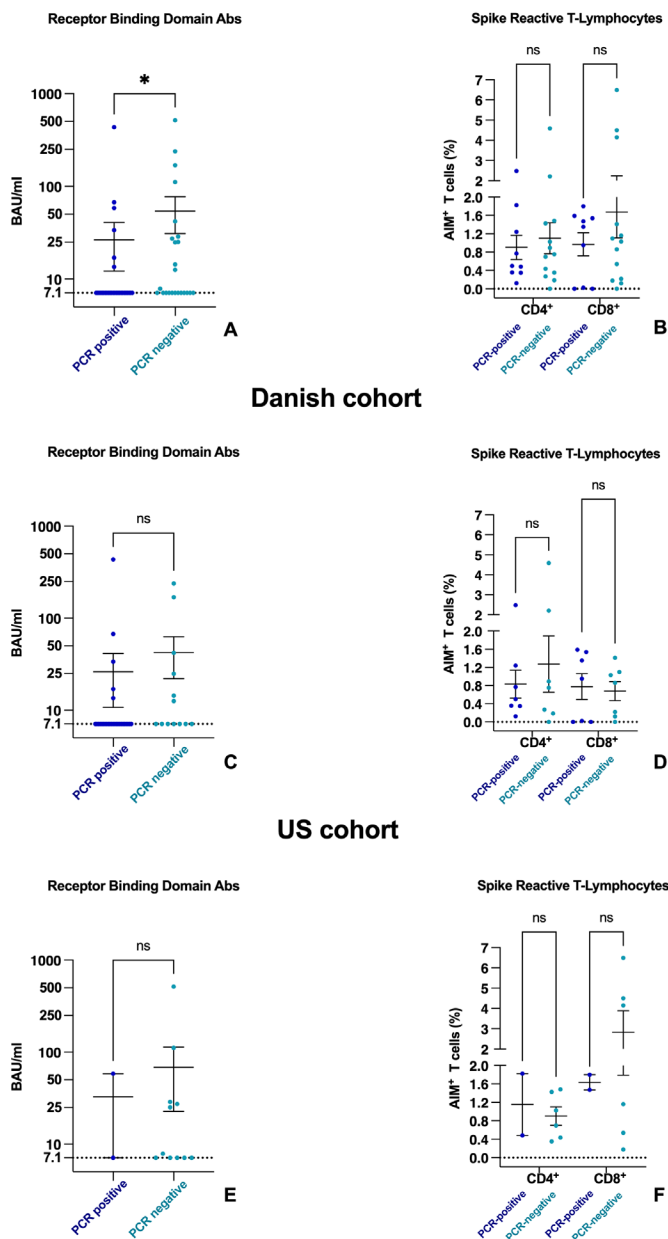 Receptor Binding Domain Abs
*
1000
500
250
100
50
25
10
7.1
BAU/ml
PCR positive
PCR negative
A
Spike Reactive T-Lymphocytes
ns
ns
7
6
5
4
3
2
2.0
1.6
1.2
0.8
0.4
0.0
AIM+ T cells (%)
CD4+
CD8+
PCR-positive
PCR-negative
PCR-positive
PCR-negative
B
Danish cohort
Receptor Binding Domain Abs
ns
1000
500
250
100
50
25
10
7.1
BAU/ml
PCR positive
PCR negative
C
Spike Reactive T-Lymphocytes
ns
ns
7
6
5
4
3
2
2.0
1.6
1.2
0.8
0.4
0.0
AIM+ T cells (%)
CD4+
CD8+
PCR-positive
PCR-negative
PCR-positive
PCR-negative
D
US cohort
Receptor Binding Domain Abs
ns
1000
500
250
100
50
25
10
7.1
BAU/ml
PCR positive
PCR negative
E
Spike Reactive T-Lymphocytes
ns
ns
7
6
5
4
3
2
2.0
1.6
1.2
0.8
0.4
0.0
AIM+ T cells (%)
CD4+
CD8+
PCR-positive
PCR-negative
PCR-positive
PCR-negative
F